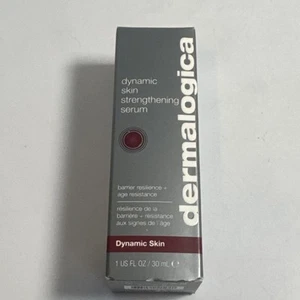 dynamic
skin
strengthening
serum
dermalogica
barrier resilience +
age resistance
résilience de la
barrière + résistance
aux signes de l'âge
Dynamic Skin
1 US FL OZ / 30 mL e